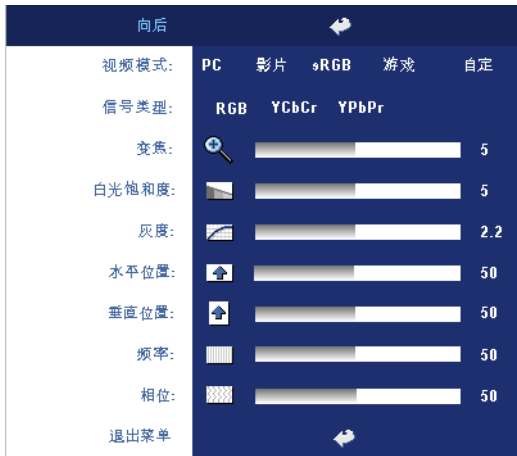 向后
视频模式: PC 影片 sRGB 游戏 自定
信号类型: RGB YCbCr YPbPr
变焦: 5
白光饱和度: 5
灰度: 2.2
水平位置: 50
垂直位置: 50
频率: 50
相位: 50
退出菜单